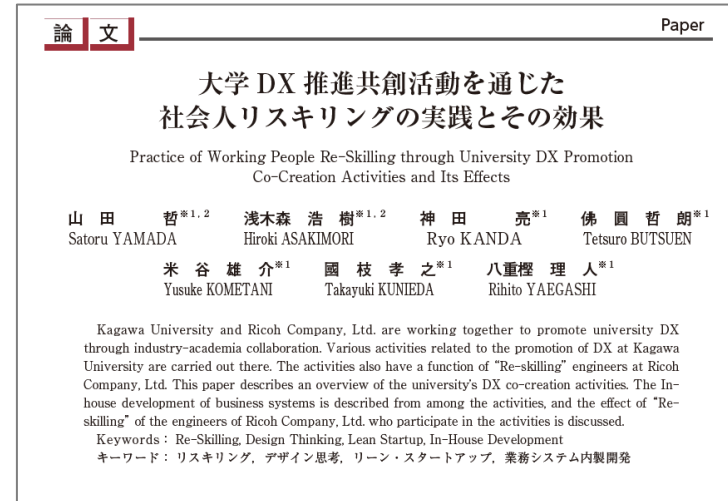 論 文
Paper
大学 DX 推進共創活動を通じた
社会人リスキリングの実践とその効果
Practice of Working People Re-Skilling through University DX Promotion
Co-Creation Activities and Its Effects
山 田 哲※1, 2 浅木森 浩 樹※1, 2 神 田 亮※1 佛 圓 哲 朗※1
Satoru YAMADA Hiroki ASAKIMORI Ryo KANDA Tetsuro BUTSUEN
米 谷 雄 介※1 國 枝 孝 之※1 八重樫 理 人※1
Yusuke KOMETANI Takayuki KUNIEDA Rihito YAEGASHI
Kagawa University and Ricoh Company, Ltd. are working together to promote university DX
through industry-academia collaboration. Various activities related to the promotion of DX at Kagawa
University are carried out there. The activities also have a function of “Re-skilling” engineers at Ricoh
Company, Ltd. This paper describes an overview of the university's DX co-creation activities. The In-
house development of business systems is described from among the activities, and the effect of “Re-
skilling” of the engineers of Ricoh Company, Ltd. who participate in the activities is discussed.
Keywords : Re-Skilling, Design Thinking, Lean Startup, In-House Development
キーワード : リスキリング, デザイン思考, リーン・スタートアップ, 業務システム内製開発